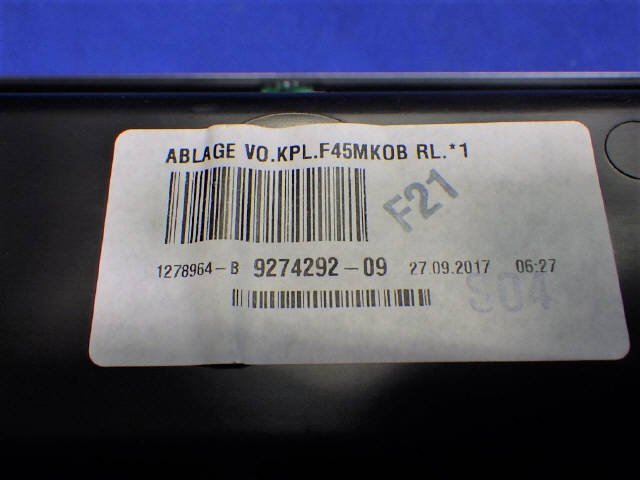 ABLAGE VO.KPL.F45MKOB RL.*1
F21
1278964-B 9274292-09 27.09.2017 06:27
S04